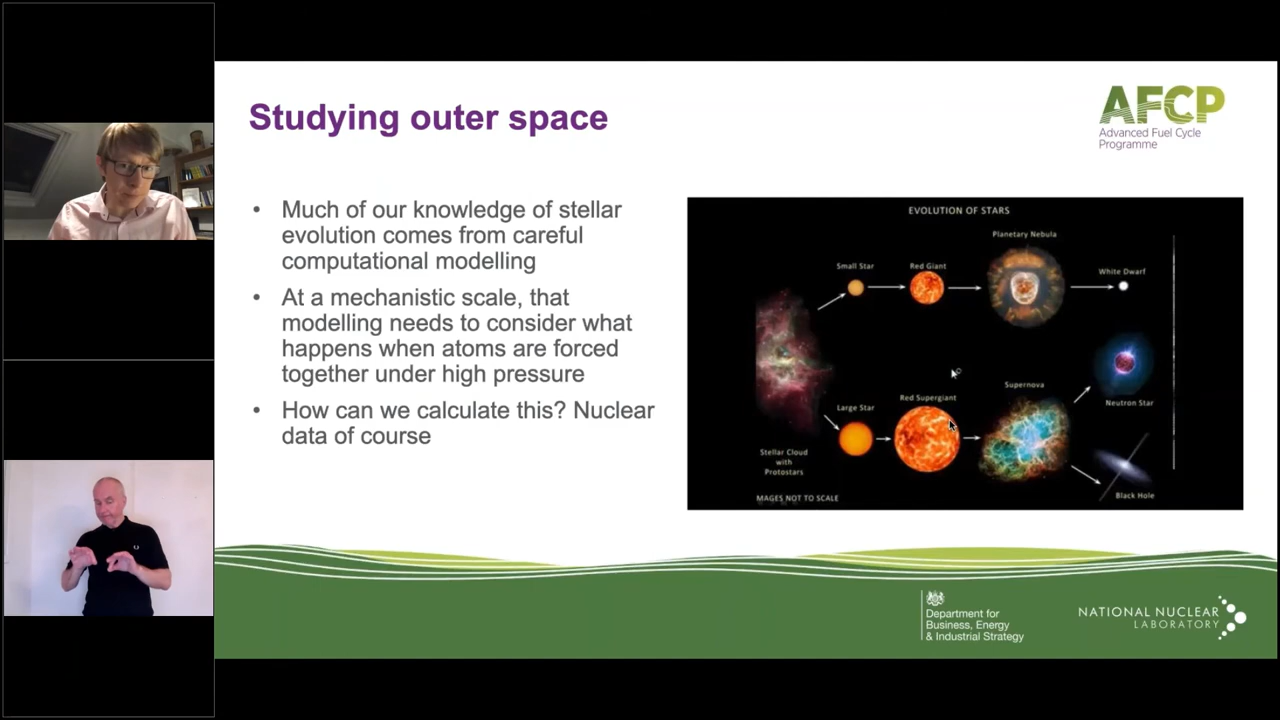 Studying outer space
AFCP
Advanced Fuel Cycle
Programme
• Much of our knowledge of stellar
evolution comes from careful
computational modelling
• At a mechanistic scale, that
modelling needs to consider what
happens when atoms are forced
together under high pressure
• How can we calculate this? Nuclear
data of course
EVOLUTION OF STARS
Planetary Nebula
Small Star
Red Giant
White Dwarf
Supernova
Red Supergiant
Large Star
Neutron Star
Stellar Cloud
with
Protostars
Black Hole
MAGES NOT TO SCALE
Department for
Business, Energy
& Industrial Strategy
NATIONAL NUCLEAR
LABORATORY